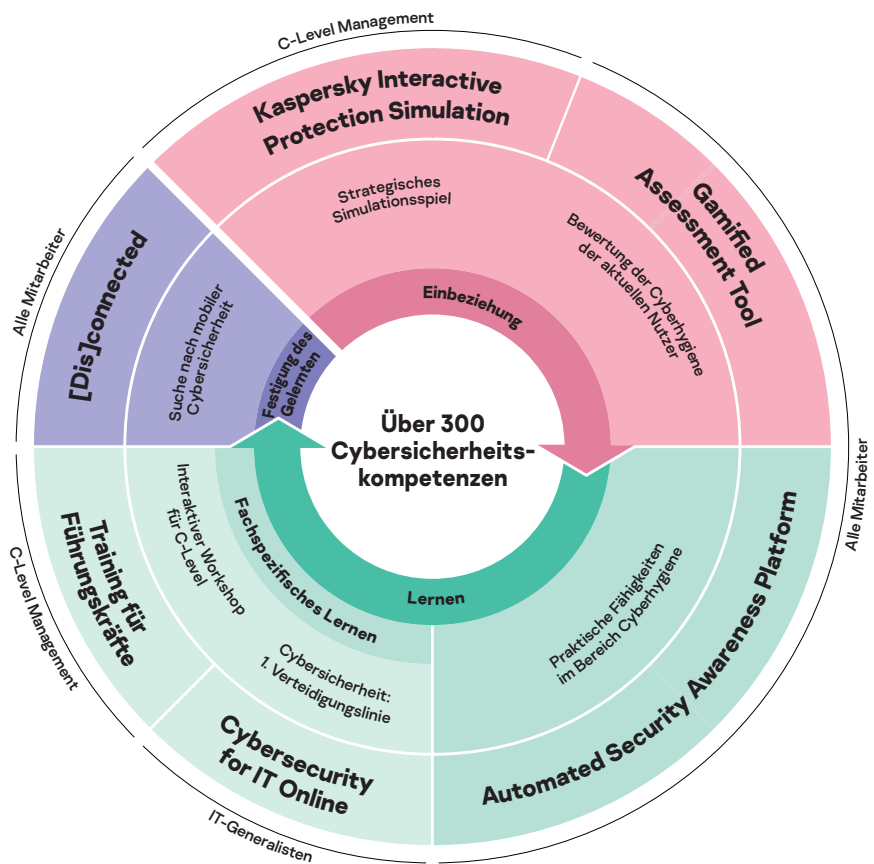 C-Level Management
Kaspersky Interactive
Protection Simulation
Strategisches
Simulationsspiel
Gamified
Assessment Tool
Bewertung der Cyberhygiene
der aktuellen Nutzer
Einbeziehung
Alle Mitarbeiter
[Dis]connected
Suche nach mobiler
Cybersicherheit
Festigung des
Gelernten
Über 300
Cybersicherheits-
kompetenzen
Alle Mitarbeiter
Automated Security Awareness Platform
Praktische Fähigkeiten
im Bereich Cyberhygiene
Lernen
Fachspezifisches Lernen
C-Level Management
Training für
Führungskräfte
Interaktiver Workshop
für C-Level
Cybersicherheit:
1. Verteidigungslinie
Cybersecurity
for IT Online
IT-Generalisten